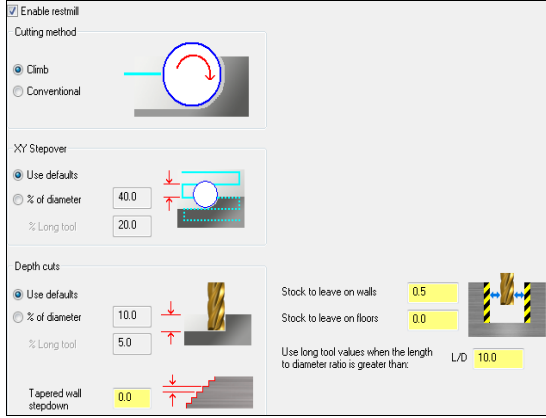 Enable restmill
Cutting method
Climb
Conventional
XY Stepover
Use defaults
% of diameter 40.0
% Long tool 20.0
Depth cuts
Use defaults
% of diameter 10.0
% Long tool 5.0
Tapered wall
stepdown 0.0
Stock to leave on walls 0.5
Stock to leave on floors 0.0
Use long tool values when the length
to diameter ratio is greater than: L/D 10.0